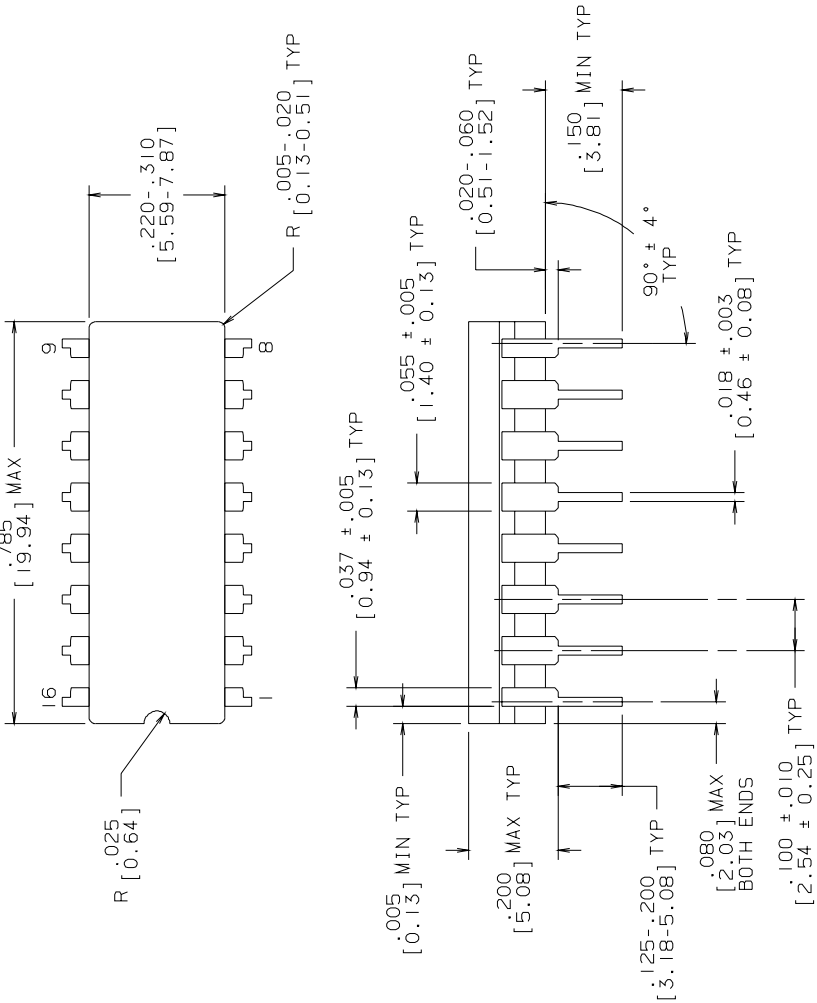 .785
[19.94] MAX
16
9
1
8
.220-.310
[5.59-7.87]
R .005-.020
[0.13-0.51] TYP
R .025
[0.64]
.037 ±.005
[0.94 ± 0.13] TYP
.055 ±.005
[1.40 ± 0.13] TYP
.020-.060
[0.51-1.52] TYP
.005
[0.13] MIN TYP
.200
[5.08] MAX TYP
.150
[3.81] MIN TYP
90° ± 4°
TYP
.125-.200
[3.18-5.08] TYP
.080
[2.03] MAX
BOTH ENDS
.018 ±.003
[0.46 ± 0.08] TYP
.100 ±.010
[2.54 ± 0.25] TYP